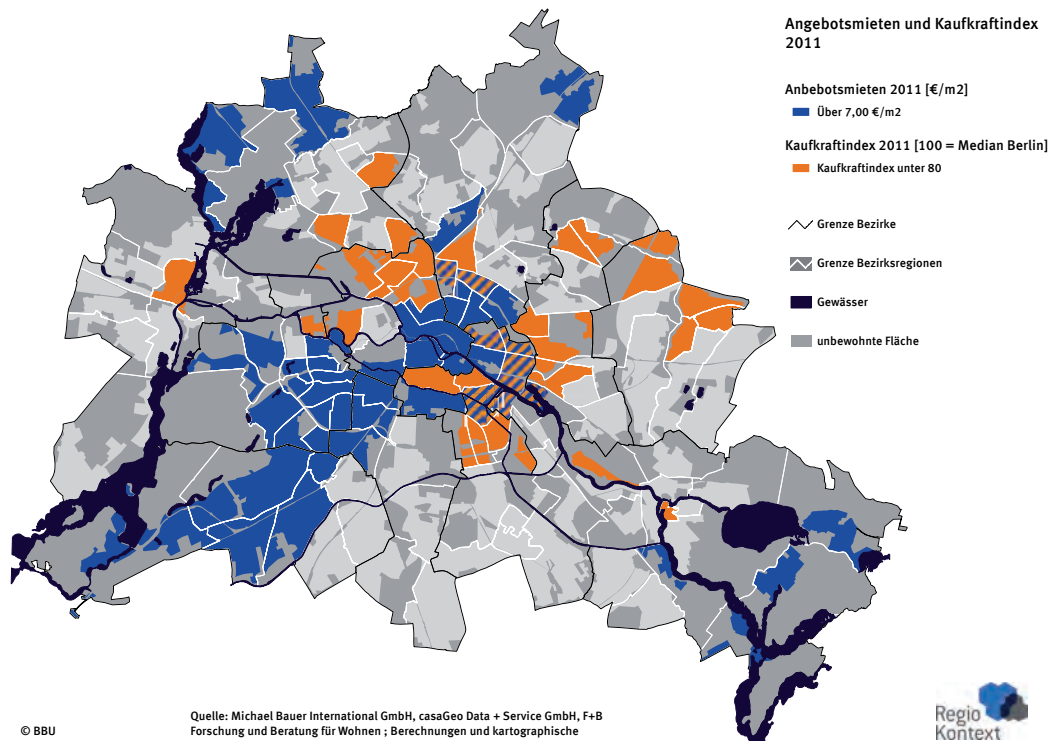 Angebotsmieten und Kaufkraftindex
2011
Anbebotsmieten 2011 [€/m2]
Über 7,00 €/m2
Kaufkraftindex 2011 [100 = Median Berlin]
Kaufkraftindex unter 80
Grenze Bezirke
Grenze Bezirksregionen
Gewässer
unbewohnte Fläche
© BBU
Quelle: Michael Bauer International GmbH, casaGeo Data + Service GmbH, F+B
Forschung und Beratung für Wohnen ; Berechnungen und kartographische
Regio
Kontext